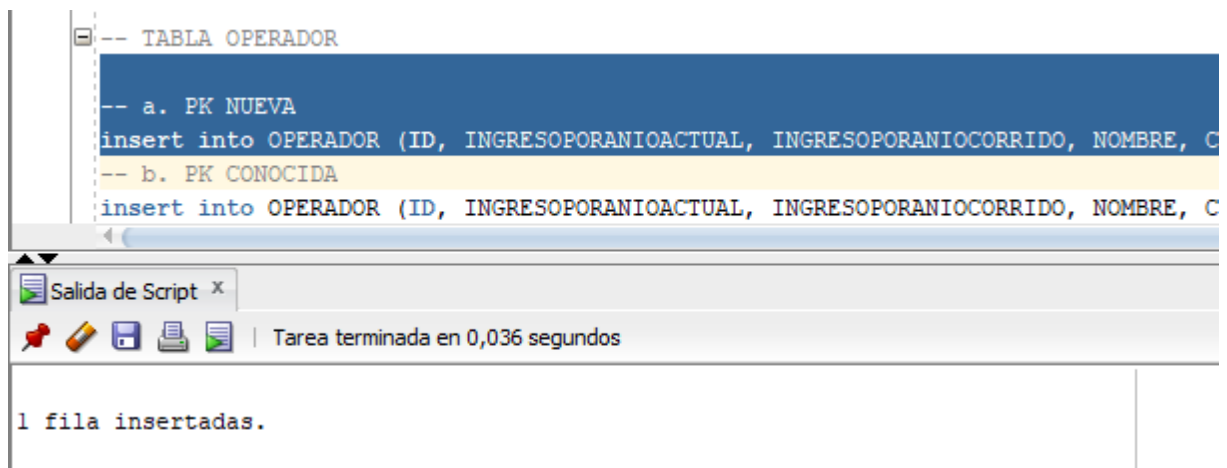 -- TABLA OPERADOR
-- a. PK NUEVA
insert into OPERADOR (ID, INGRESOPORANIOACTUAL, INGRESOPORANIOCORRIDO, NOMBRE, C
-- b. PK CONOCIDA
insert into OPERADOR (ID, INGRESOPORANIOACTUAL, INGRESOPORANIOCORRIDO, NOMBRE, C
Salida de Script x
Tarea terminada en 0,036 segundos
1 fila insertadas.